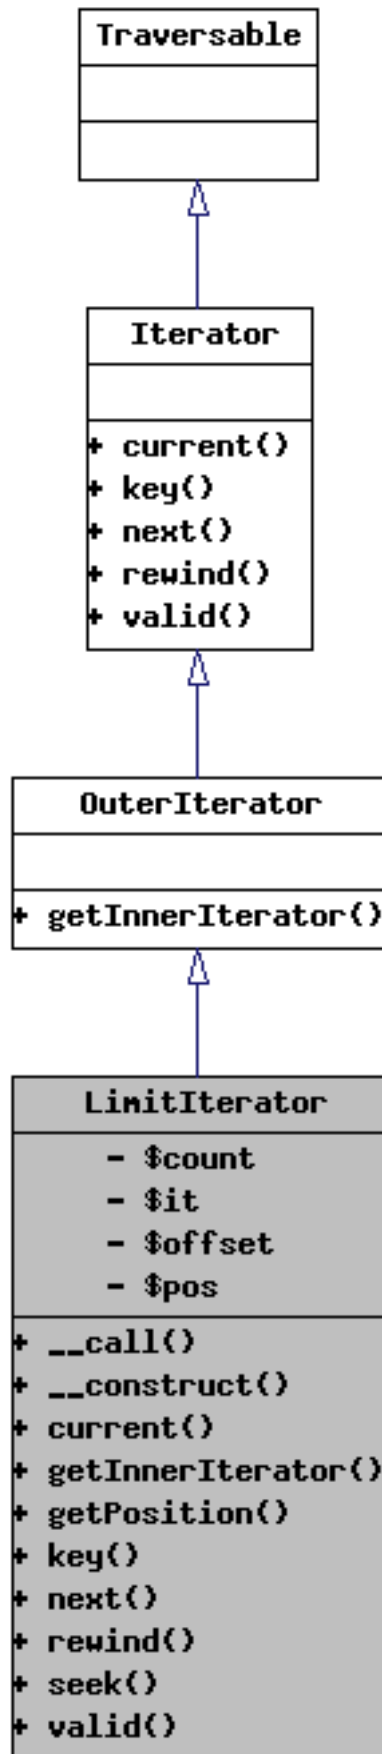 Traversable
Iterator
+ current()
+ key()
+ next()
+ rewind()
+ valid()
OuterIterator
+ getInnerIterator()
LimitIterator
- $count
- $it
- $offset
- $pos
+ __call()
+ __construct()
+ current()
+ getInnerIterator()
+ getPosition()
+ key()
+ next()
+ rewind()
+ seek()
+ valid()